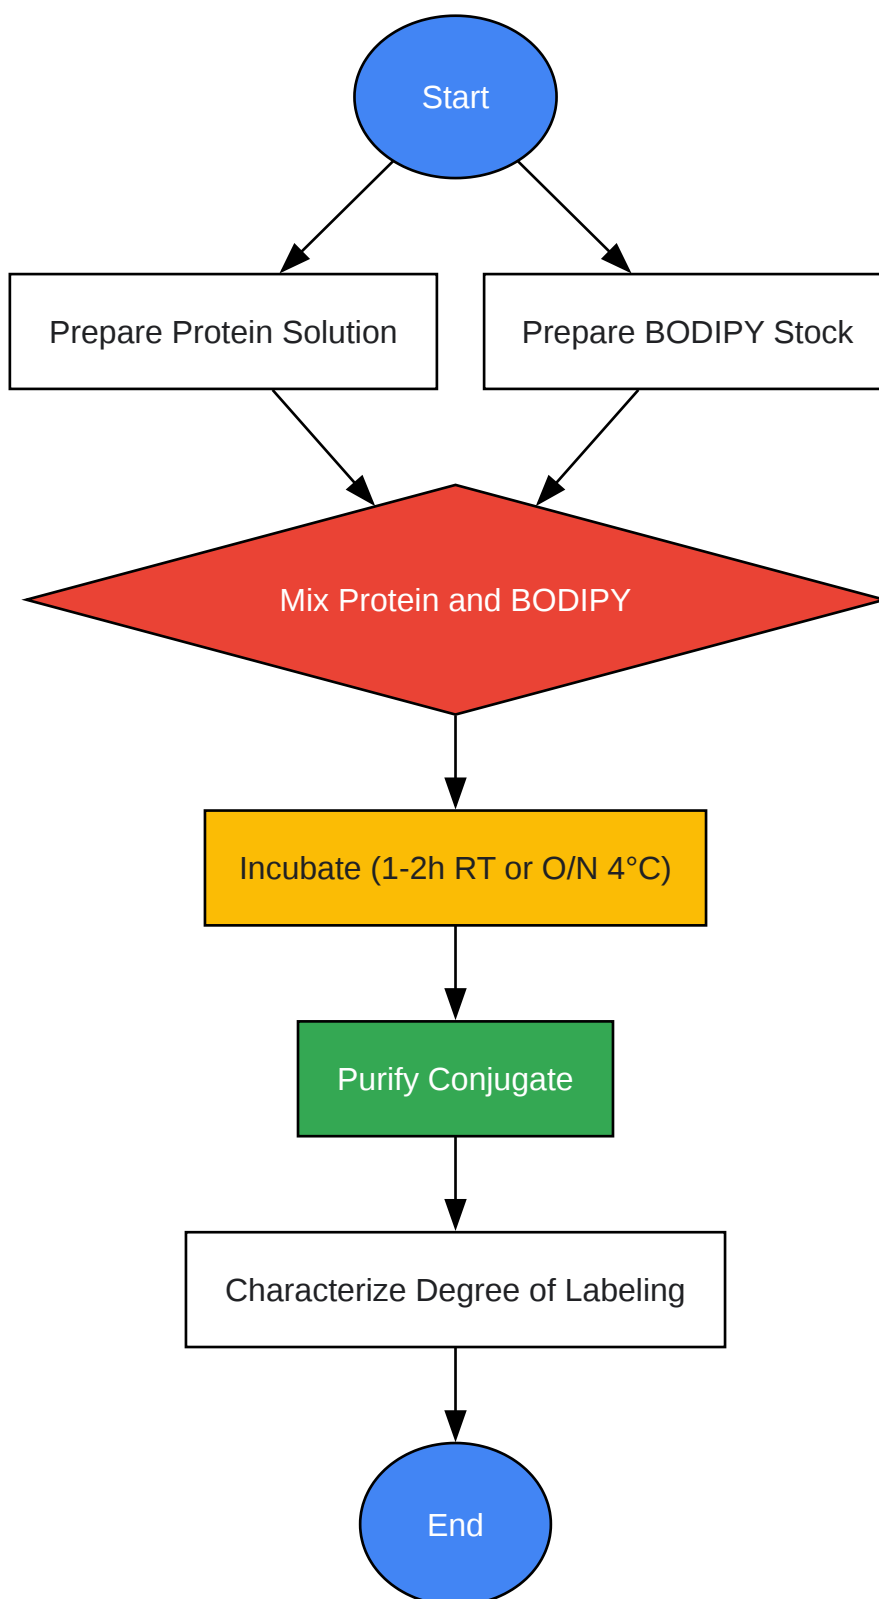 Start
Prepare Protein Solution
Prepare BODIPY Stock
Mix Protein and BODIPY
Incubate (1-2h RT or O/N 4°C)
Purify Conjugate
Characterize Degree of Labeling
End